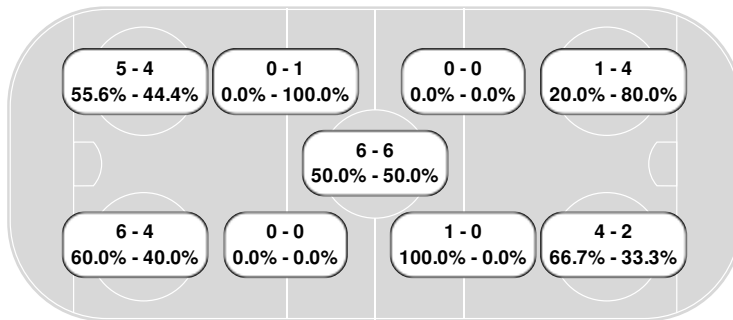 5 - 4
55.6% - 44.4%
0 - 1
0.0% - 100.0%
0 - 0
0.0% - 0.0%
1 - 4
20.0% - 80.0%
6 - 6
50.0% - 50.0%
6 - 4
60.0% - 40.0%
0 - 0
0.0% - 0.0%
1 - 0
100.0% - 0.0%
4 - 2
66.7% - 33.3%